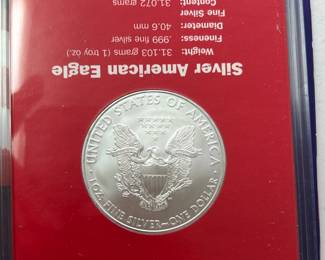 Silver American Eagle
Weight: 31.103 grams (1 troy oz.)
Fineness: .999 fine silver
Diameter: 40.6 mm
Fine Silver
Content: 31.072 grams
UNITED STATES OF AMERICA
1 OZ. FINE SILVER~ONE DOLLAR